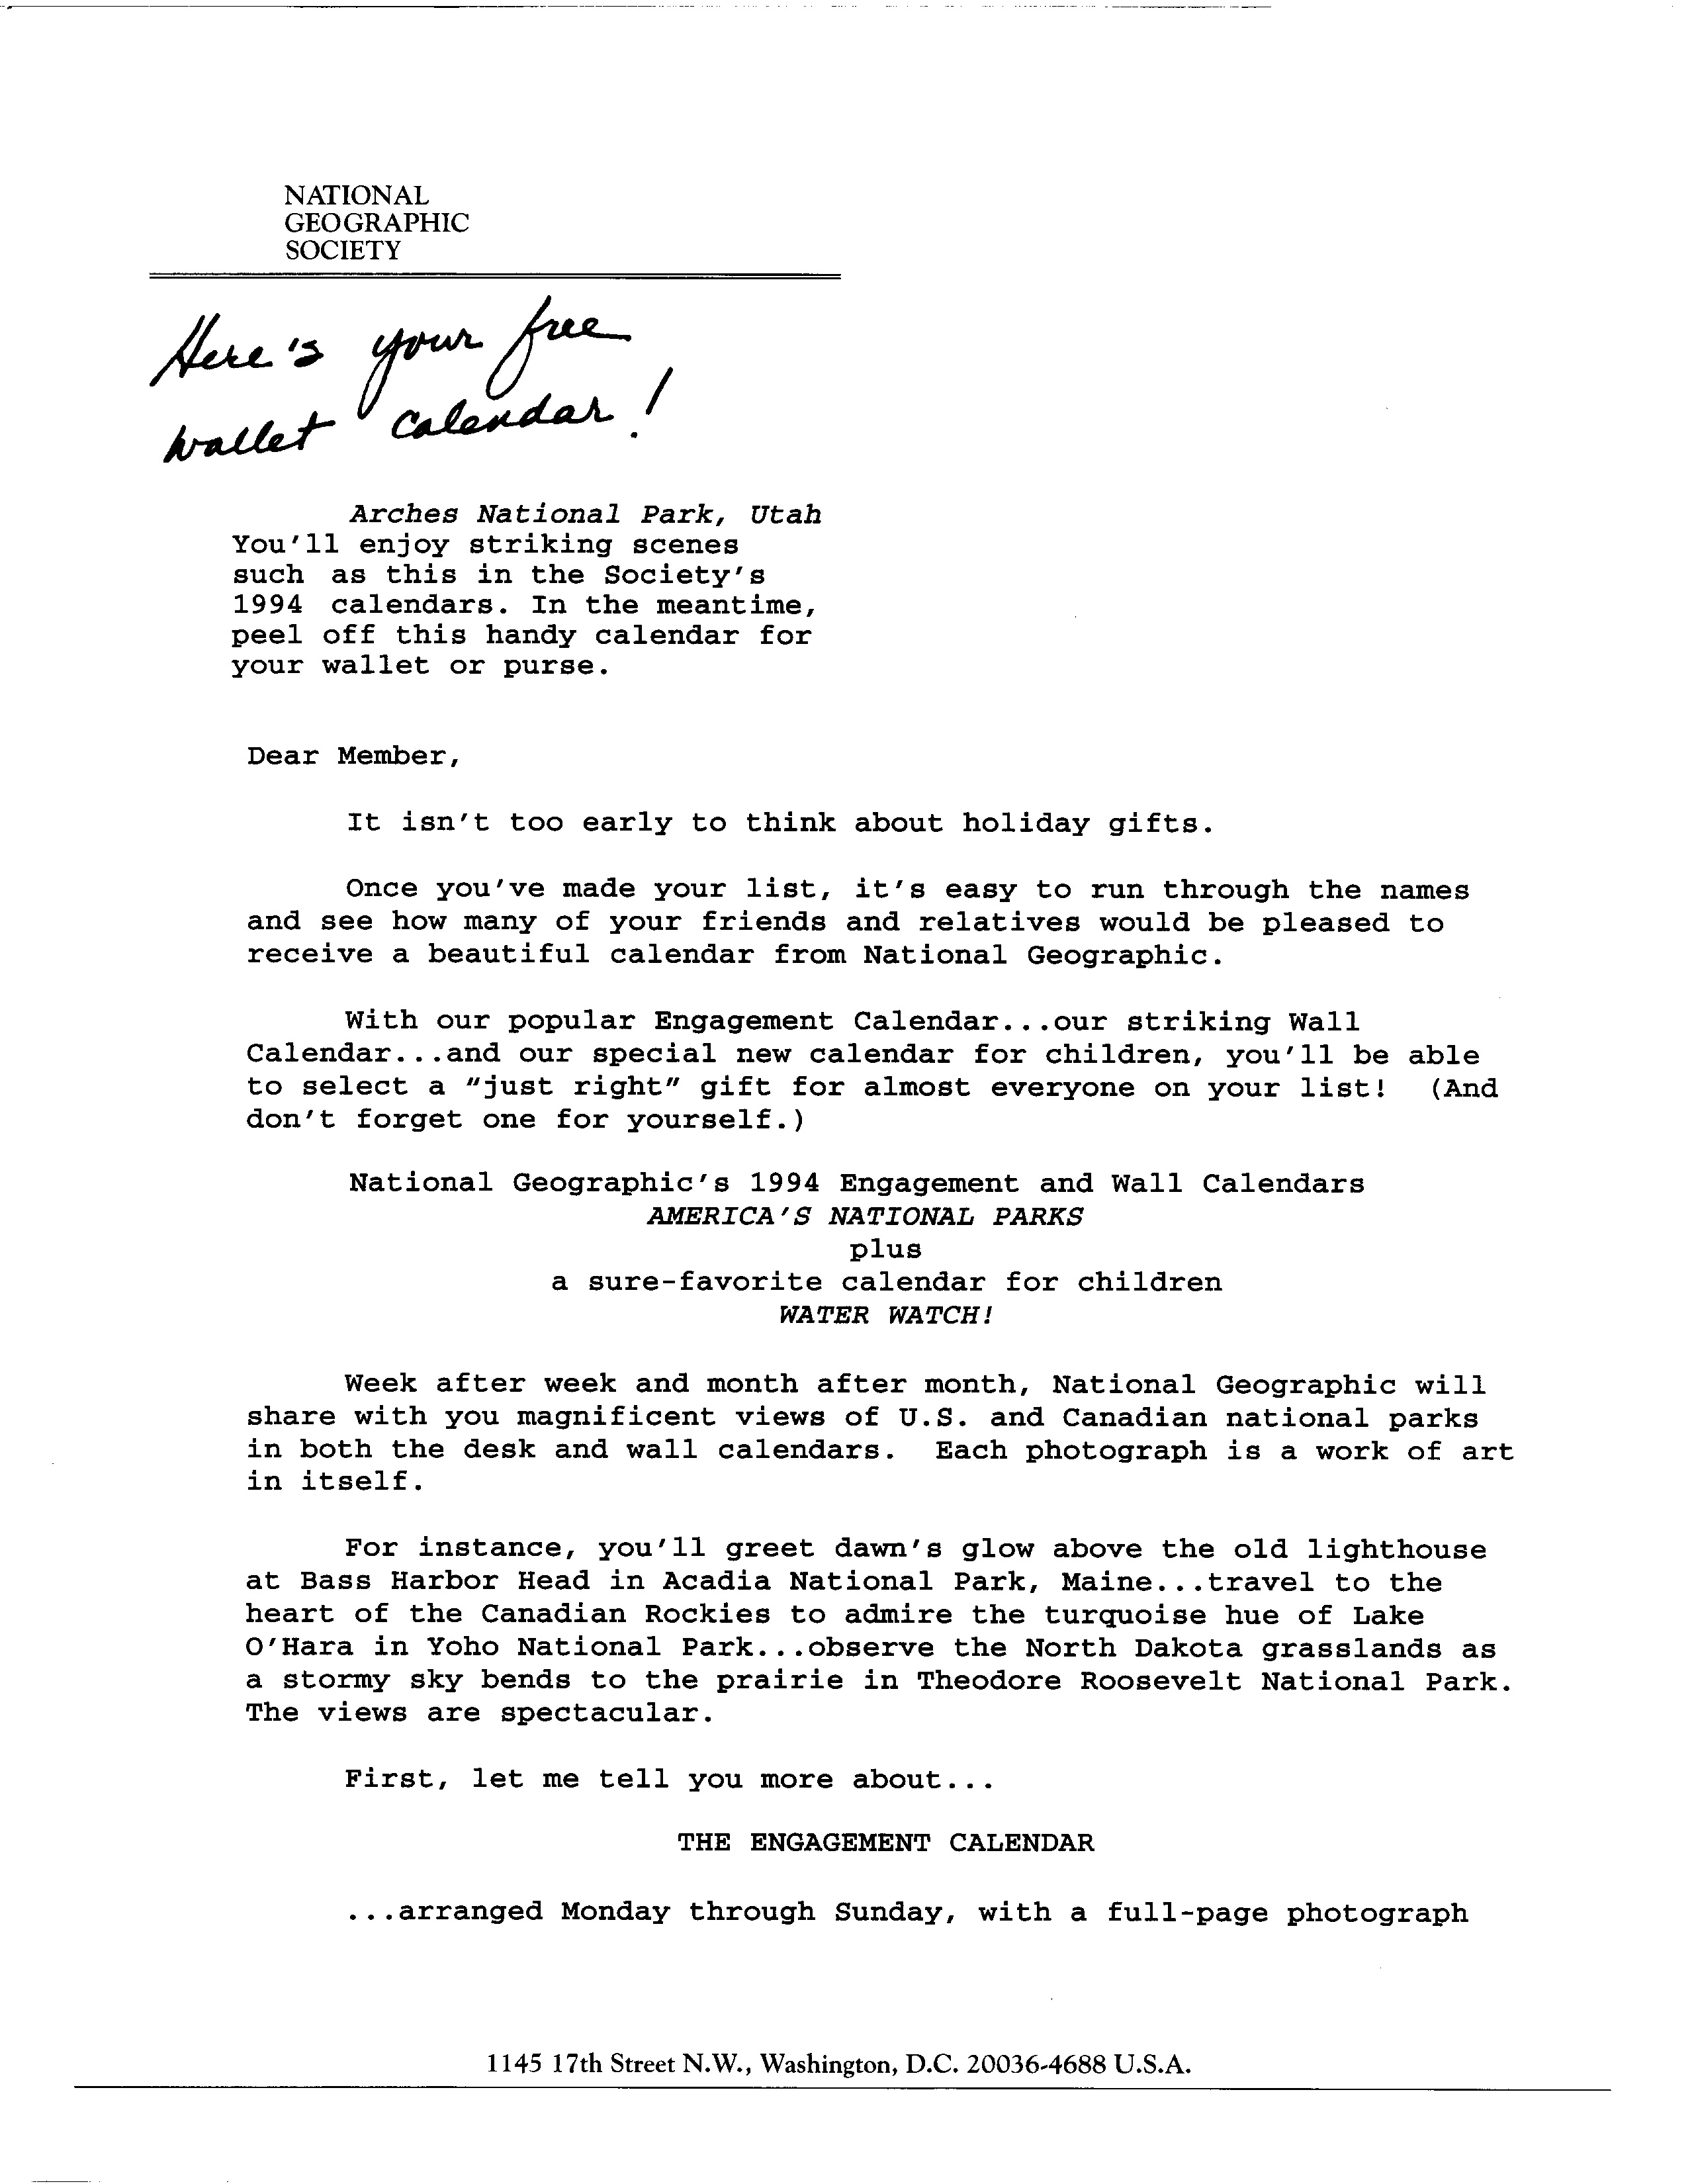 NATIONAL
GEOGRAPHIC
SOCIETY
Here's your free
wallet calendar!
Arches National Park, Utah
You'll enjoy striking scenes
such as this in the Society's
1994 calendars. In the meantime,
peel off this handy calendar for
your wallet or purse.
Dear Member,
It isn't too early to think about holiday gifts.
Once you've made your list, it's easy to run through the names
and see how many of your friends and relatives would be pleased to
receive a beautiful calendar from National Geographic.
With our popular Engagement Calendar...our striking Wall
Calendar...and our special new calendar for children, you'll be able
to select a "just right" gift for almost everyone on your list! (And
don't forget one for yourself.)
National Geographic's 1994 Engagement and Wall Calendars
AMERICA'S NATIONAL PARKS
plus
a sure-favorite calendar for children
WATER WATCH!
Week after week and month after month, National Geographic will
share with you magnificent views of U.S. and Canadian national parks
in both the desk and wall calendars. Each photograph is a work of art
in itself.
For instance, you'll greet dawn's glow above the old lighthouse
at Bass Harbor Head in Acadia National Park, Maine...travel to the
heart of the Canadian Rockies to admire the turquoise hue of Lake
O'Hara in Yoho National Park...observe the North Dakota grasslands as
a stormy sky bends to the prairie in Theodore Roosevelt National Park.
The views are spectacular.
First, let me tell you more about...
THE ENGAGEMENT CALENDAR
...arranged Monday through Sunday, with a full-page photograph
1145 17th Street N.W., Washington, D.C. 20036-4688 U.S.A.